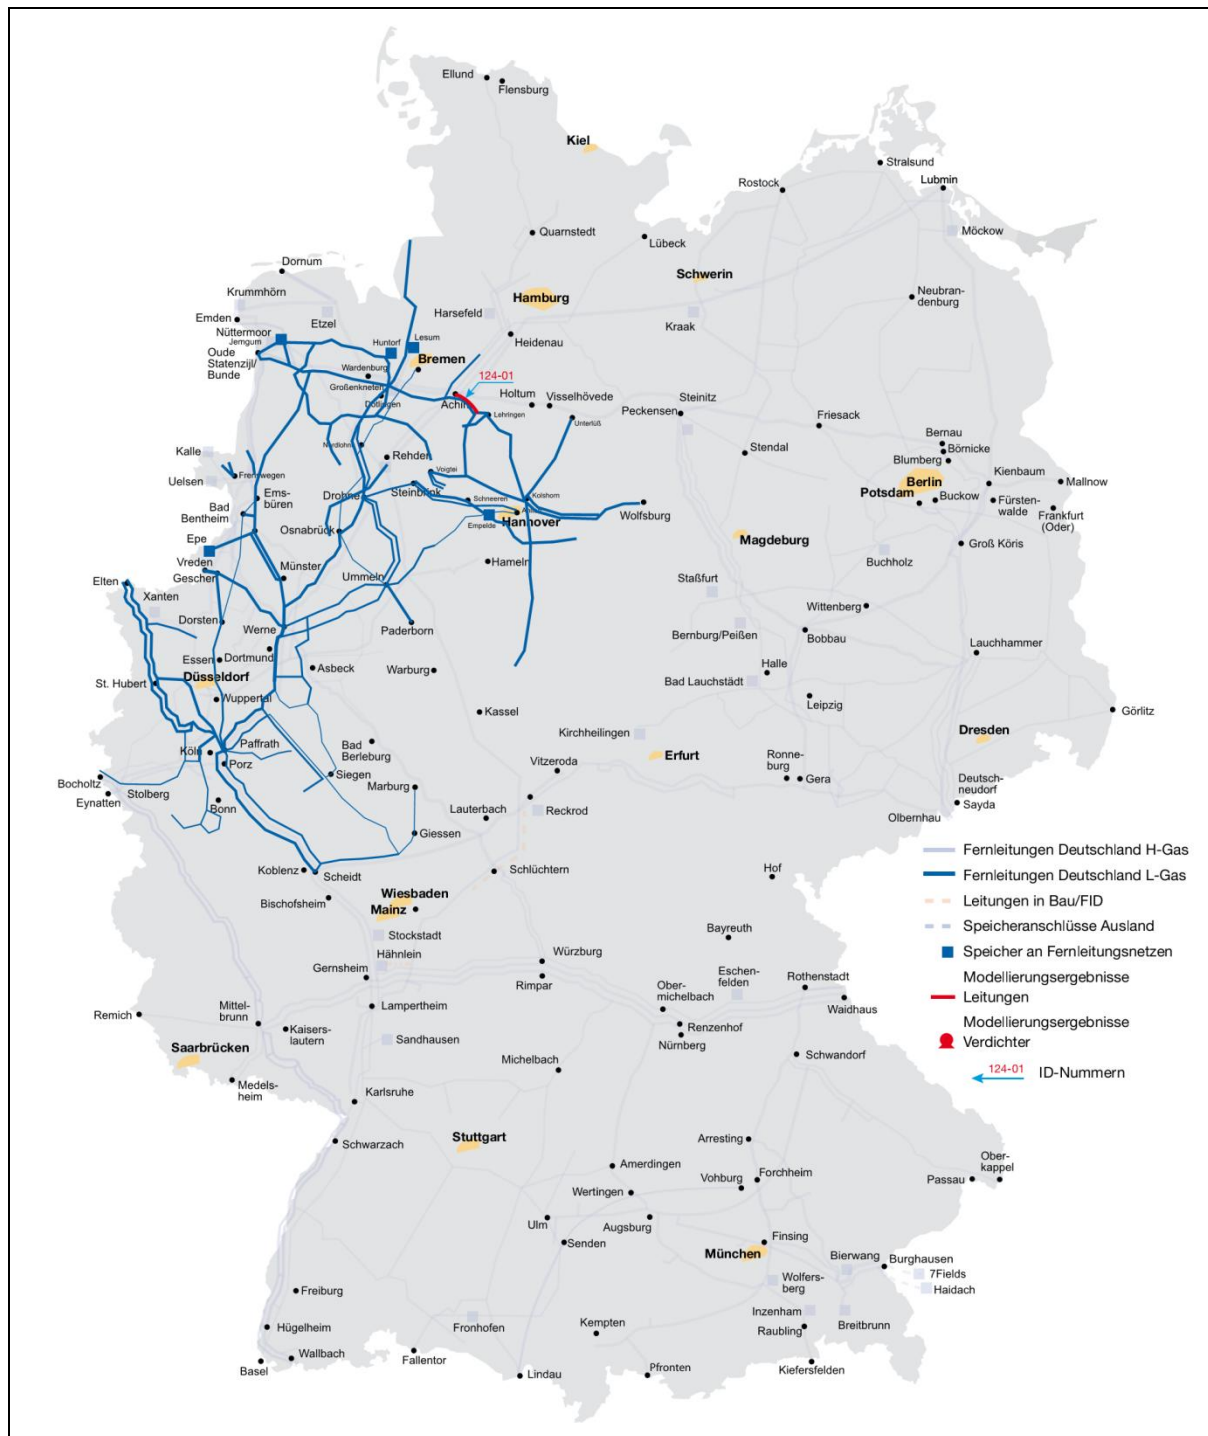 Ellund
Flensburg
Kiel
Stralsund
Rostock
Lubmin
Quarnstedt
Lübeck
Möckow
Dornum
Schwerin
Krummhörn
Hamburg
Neubran-
denburg
Emden
Etzel
Harsefeld
Kraak
Nüttermoor
Jemgum
Huntorf
Lesum
Heidenau
Oude
Statenzijl/
Bunde
Bremen
Wardenburg
124-01
Großenkneten
Dötlingen
Achim
Holtum
Visselhövede
Lehringen
Peckensen
Steinitz
Unterlüß
Friesack
Nordlohne
Bernau
Börnicke
Kalle
Rehden
Voigtei
Stendal
Blumberg
Uelsen
Frenswegen
Kienbaum
Mallnow
Berlin
Ems-
büren
Drohne
Steinbrink
Schneeren
Kolshorn
Potsdam
Buckow
Fürsten-
walde
Frankfurt
(Oder)
Bad
Bentheim
Hannover
Wolfsburg
Osnabrück
Empelde
Magdeburg
Groß Köris
Epe
Vreden
Gescher
Münster
Ummeln
Hameln
Buchholz
Elten
Staßfurt
Xanten
Wittenberg
Dorsten
Werne
Paderborn
Bernburg/Peißen
Bobbau
Lauchhammer
Essen
Dortmund
Asbeck
Warburg
Halle
St. Hubert
Düsseldorf
Bad Lauchstädt
Wuppertal
Leipzig
Kassel
Görlitz
Kirchheilingen
Dresden
Köln
Paffrath
Bad
Berleburg
Erfurt
Ronne-
burg
Porz
Vitzeroda
Gera
Bocholtz
Siegen
Deutsch-
neudorf
Eynatten
Stolberg
Marburg
Sayda
Bonn
Lauterbach
Reckrod
Olbernhau
Giessen
Koblenz
Scheidt
Schlüchtern
Hof
Bischofsheim
Wiesbaden
Mainz
Stockstadt
Bayreuth
Hähnlein
Würzburg
Gernsheim
Eschen-
felden
Rothenstadt
Rimpar
Ober-
michelbach
Mittel-
brunn
Lampertheim
Waidhaus
Remich
Kaisers-
lautern
Renzenhof
Sandhausen
Nürnberg
Saarbrücken
Michelbach
Schwandorf
Medels-
heim
Karlsruhe
Stuttgart
Schwarzach
Arresting
Ober-
kappel
Amerdingen
Forchheim
Vohburg
Passau
Wertingen
Ulm
Augsburg
Senden
Finsing
München
Bierwang
Burghausen
7Fields
Wolfers-
berg
Haidach
Freiburg
Inzenham
Fronhofen
Kempten
Breitbrunn
Hügelheim
Raubling
Wallbach
Fallentor
Basel
Pfronten
Kiefersfelden
Lindau
Fernleitungen Deutschland H-Gas
Fernleitungen Deutschland L-Gas
Leitungen in Bau/FID
Speicheranschlüsse Ausland
Speicher an Fernleitungsnetzen
Modellierungsergebnisse
Leitungen
Modellierungsergebnisse
Verdichter
124-01
ID-Nummern